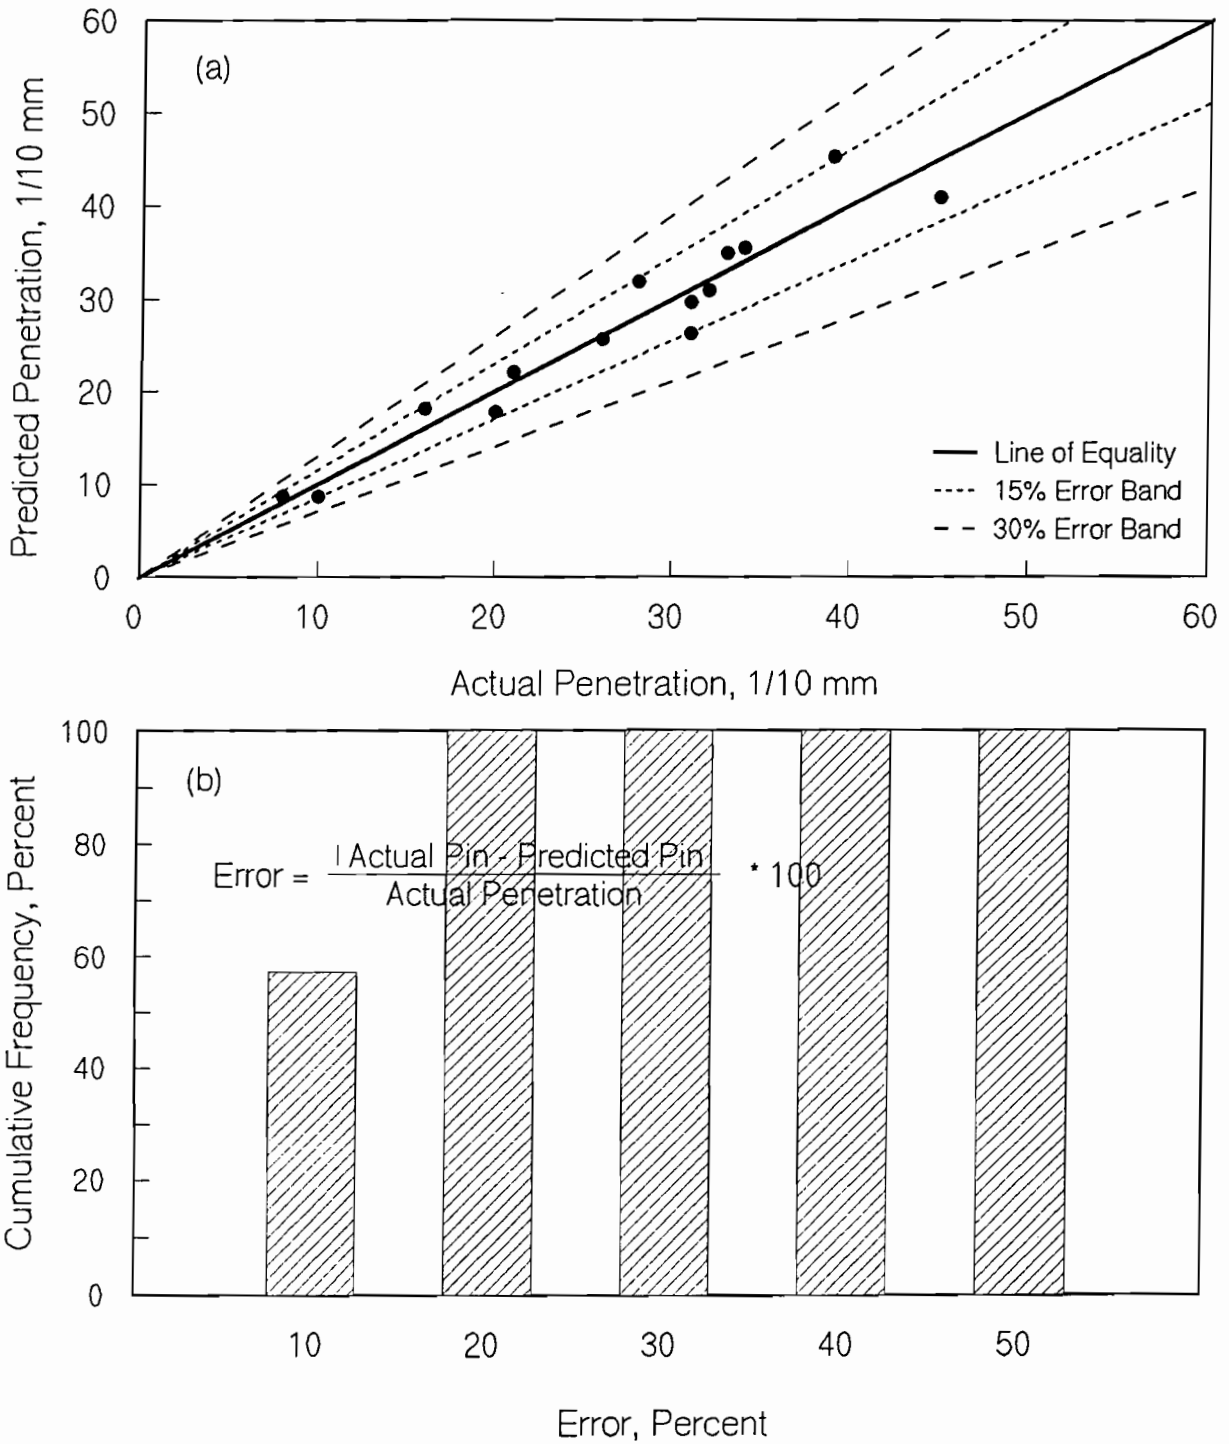 (a)
Predicted Penetration, 1/10 mm
60
50
40
30
20
10
0
Line of Equality
15% Error Band
30% Error Band
0 10 20 30 40 50 60
Actual Penetration, 1/10 mm
(b)
Cumulative Frequency, Percent
100
80
60
40
20
0
| Actual Pin - Predicted Pin
Error = * 100
Actual Penetration
10 20 30 40 50
Error, Percent